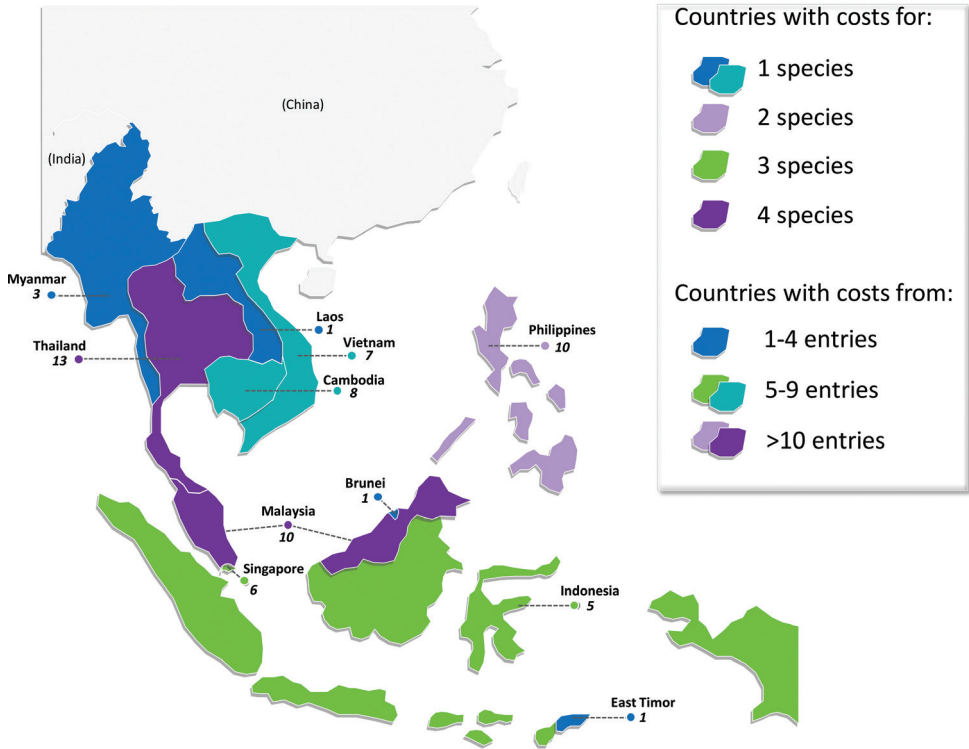 Countries with costs for:
1 species
2 species
3 species
4 species
Countries with costs from:
1-4 entries
5-9 entries
>10 entries
(China)
(India)
Myanmar
3
Thailand
13
Laos
1
Vietnam
7
Cambodia
8
Philippines
10
Brunei
1
Malaysia
10
Singapore
6
Indonesia
5
East Timor
1